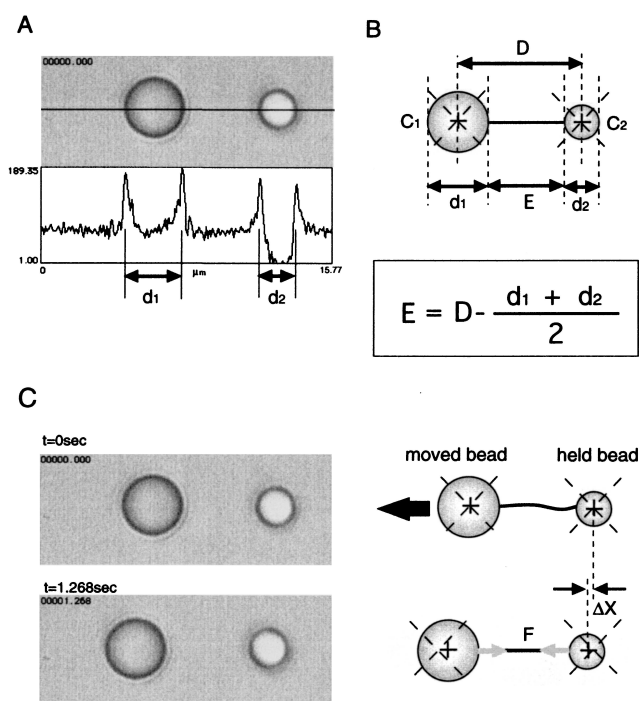 A
00000.000
189.35
1.00
0
μm
15.77
d1
d2
B
D
C1
C2
d1
E
d2
E = D - d1 + d2 / 2
C
t=0sec
00000.000
moved bead
held bead
t=1.268sec
00001.268
ΔX
F